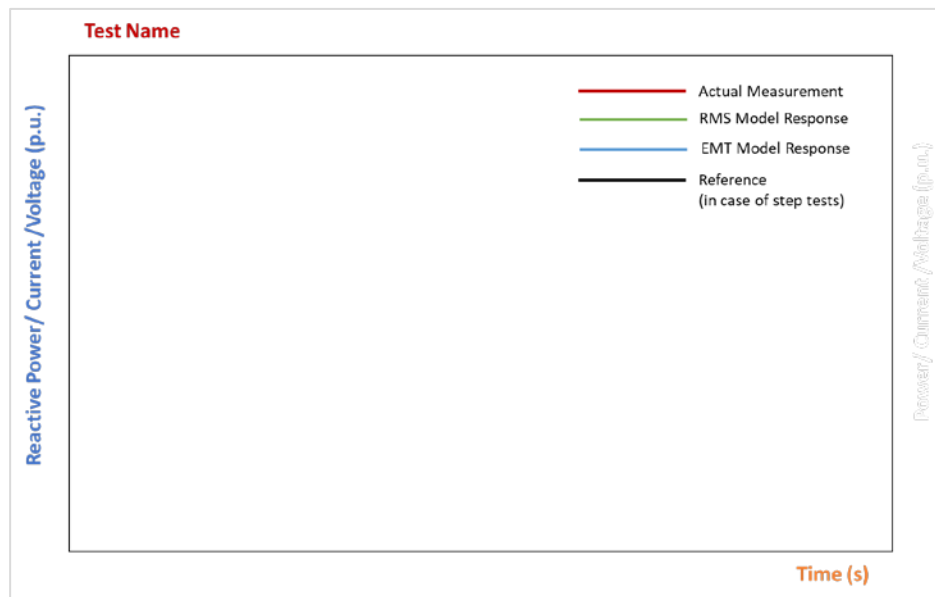 Test Name
Reactive Power/ Current /Voltage (p.u.)
Actual Measurement
RMS Model Response
EMT Model Response
Reference
(in case of step tests)
Power/ Current /Voltage (p.u.)
Time (s)